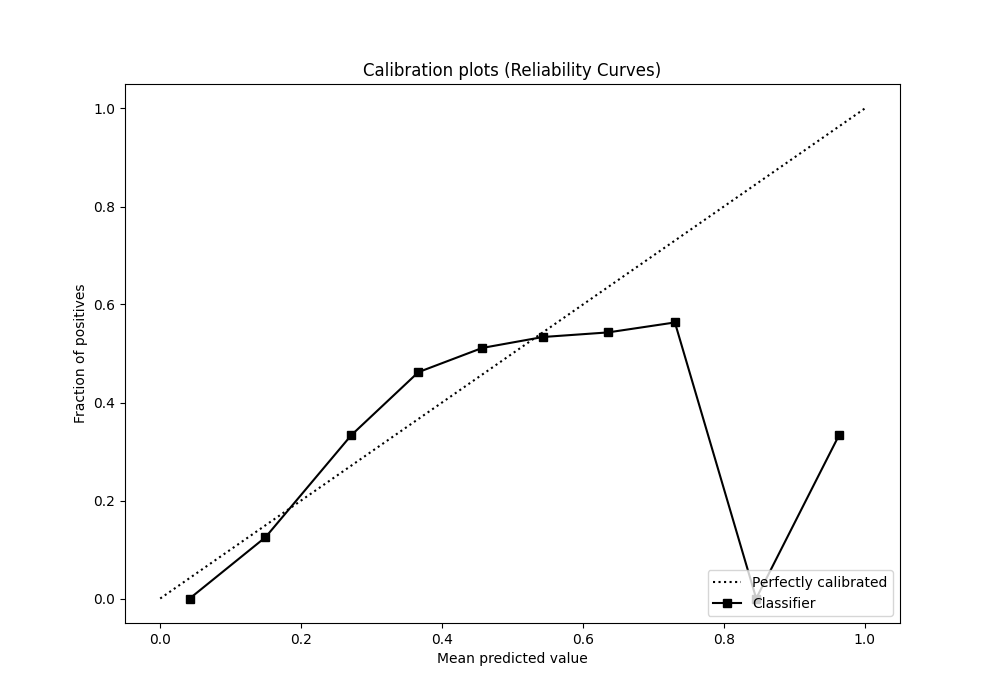 Calibration plots (Reliability Curves)
1.0
0.8
0.6
0.4
0.2
0.0
Fraction of positives
0.0 0.2 0.4 0.6 0.8 1.0
Mean predicted value
Perfectly calibrated
Classifier